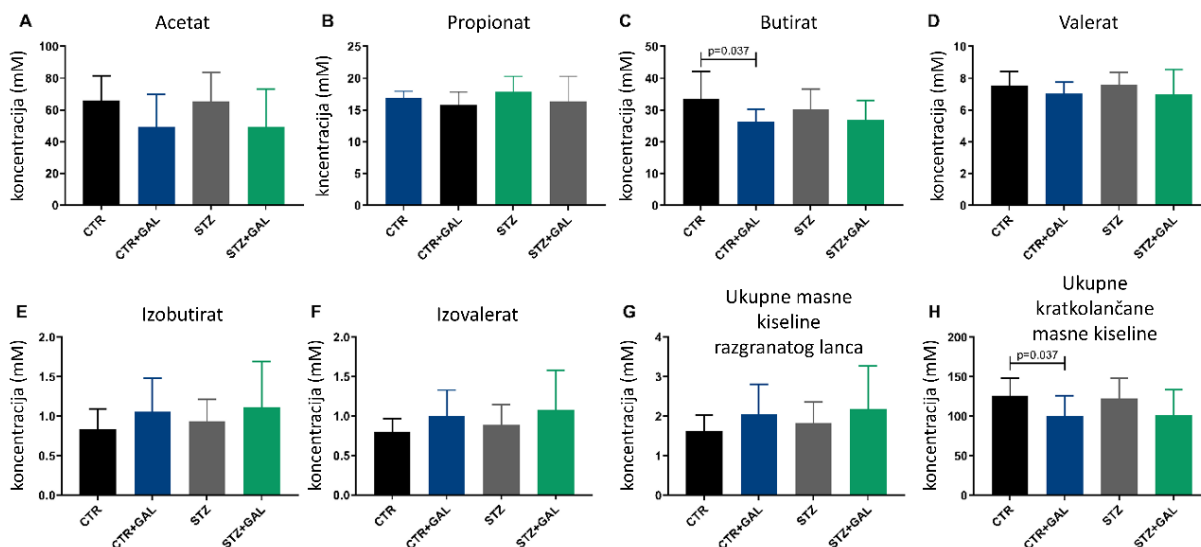 A
Acetat
koncentracija (mM)
100
80
60
40
20
0
CTR
CTR+GAL
STZ
STZ+GAL
B
Propionat
kncentracija (mM)
25
20
15
10
5
0
CTR
CTR+GAL
STZ
STZ+GAL
C
Butirat
koncentracija (mM)
50
40
30
20
10
0
p=0.037
CTR
CTR+GAL
STZ
STZ+GAL
D
Valerat
koncentracija (mM)
8
6
4
2
0
CTR
CTR+GAL
STZ
STZ+GAL
E
Izobutirat
koncentracija (mM)
2.0
1.5
1.0
0.5
0.0
CTR
CTR+GAL
STZ
STZ+GAL
F
Izovalerat
koncentracija (mM)
2.0
1.5
1.0
0.5
0.0
CTR
CTR+GAL
STZ
STZ+GAL
G
Ukupne masne
kiseline
razgranatog lanca
koncentracija (mM)
4
3
2
1
0
CTR
CTR+GAL
STZ
STZ+GAL
H
Ukupne
kratkolančane
masne kiseline
koncentracija (mM)
150
100
50
0
p=0.037
CTR
CTR+GAL
STZ
STZ+GAL